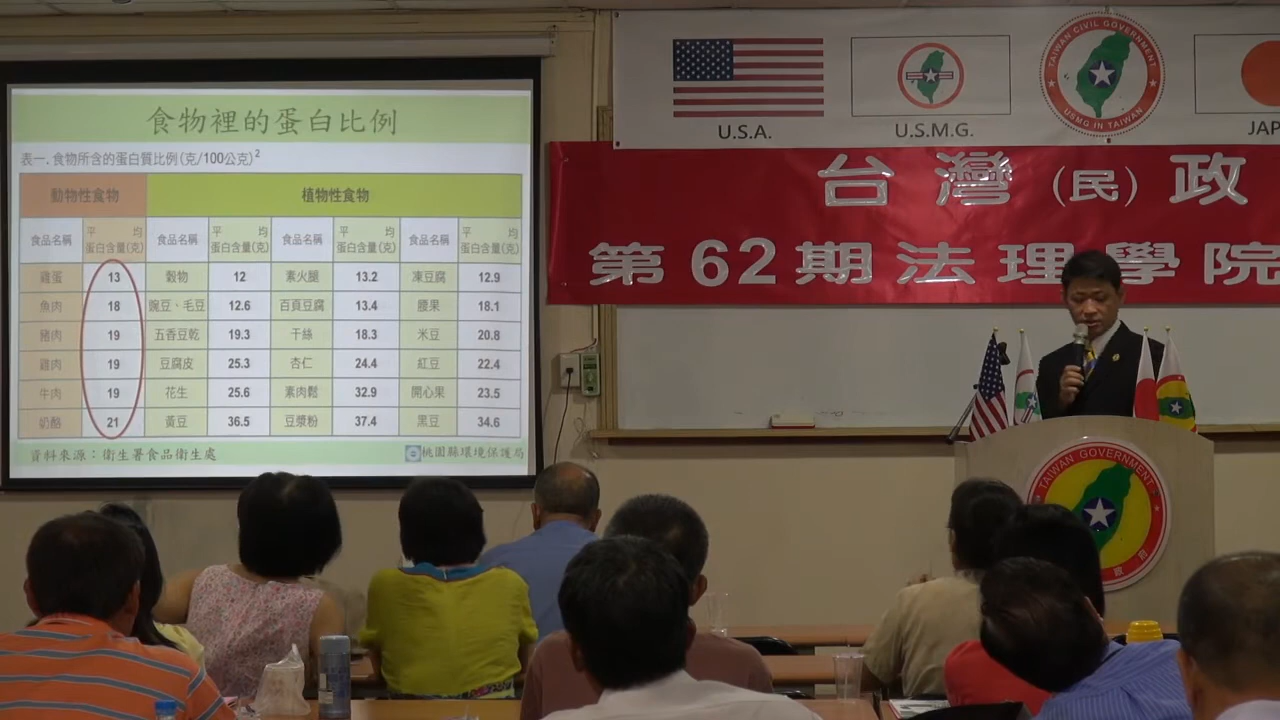 食物裡的蛋白比例
表一. 食物所含的蛋白質比例(克/100公克)2
動物性食物 植物性食物
食品名稱 平均蛋白含量(克) 食品名稱 平均蛋白含量(克) 食品名稱 平均蛋白含量(克) 食品名稱 平均蛋白含量(克)
雞蛋 13 穀物 12 素火腿 13.2 凍豆腐 12.9
魚肉 18 豌豆、毛豆 12.6 百頁豆腐 13.4 腰果 18.1
豬肉 19 五香豆乾 19.3 干絲 18.3 米豆 20.8
雞肉 19 豆腐皮 25.3 杏仁 24.4 紅豆 22.4
牛肉 19 花生 25.6 素肉鬆 32.9 開心果 23.5
奶酪 21 黃豆 36.5 豆漿粉 37.4 黑豆 34.6
資料來源：衛生署食品衛生處 桃園縣環境保護局
U.S.A. U.S.M.G. TAIWAN CIVIL GOVERNMENT USMG IN TAIWAN JAP
台灣(民)政
第62期法理學院
TAIWAN GOVERNMENT
政府